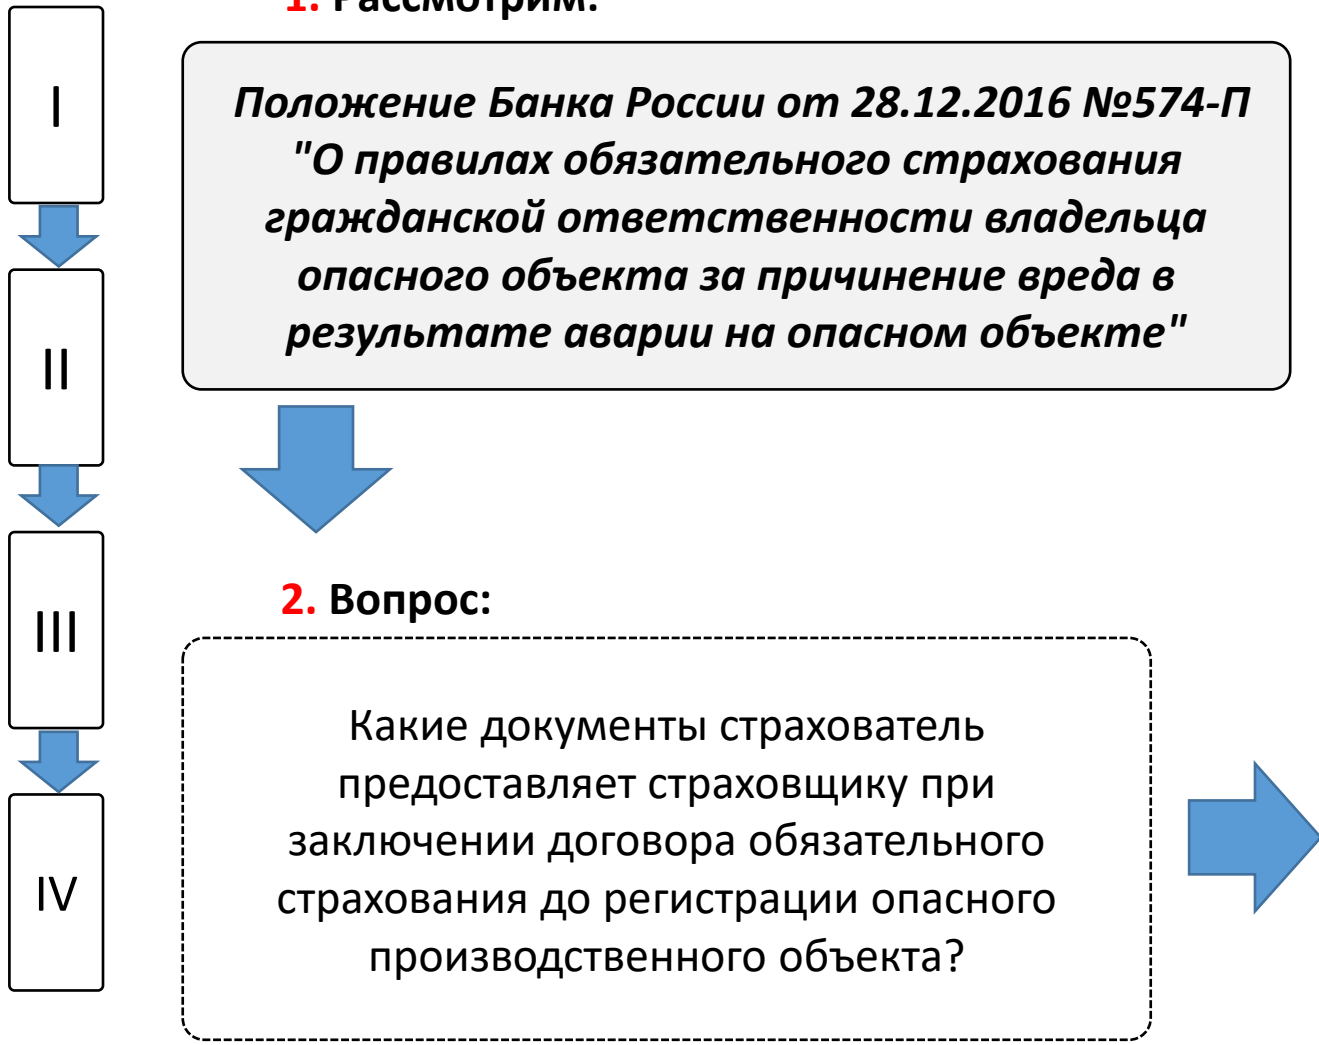 1. Рассмотрим:
I
II
III
IV
Положение Банка России от 28.12.2016 №574-П
"О правилах обязательного страхования
гражданской ответственности владельца
опасного объекта за причинение вреда в
результате аварии на опасном объекте"
2. Вопрос:
Какие документы страхователь
предоставляет страховщику при
заключении договора обязательного
страхования до регистрации опасного
производственного объекта?